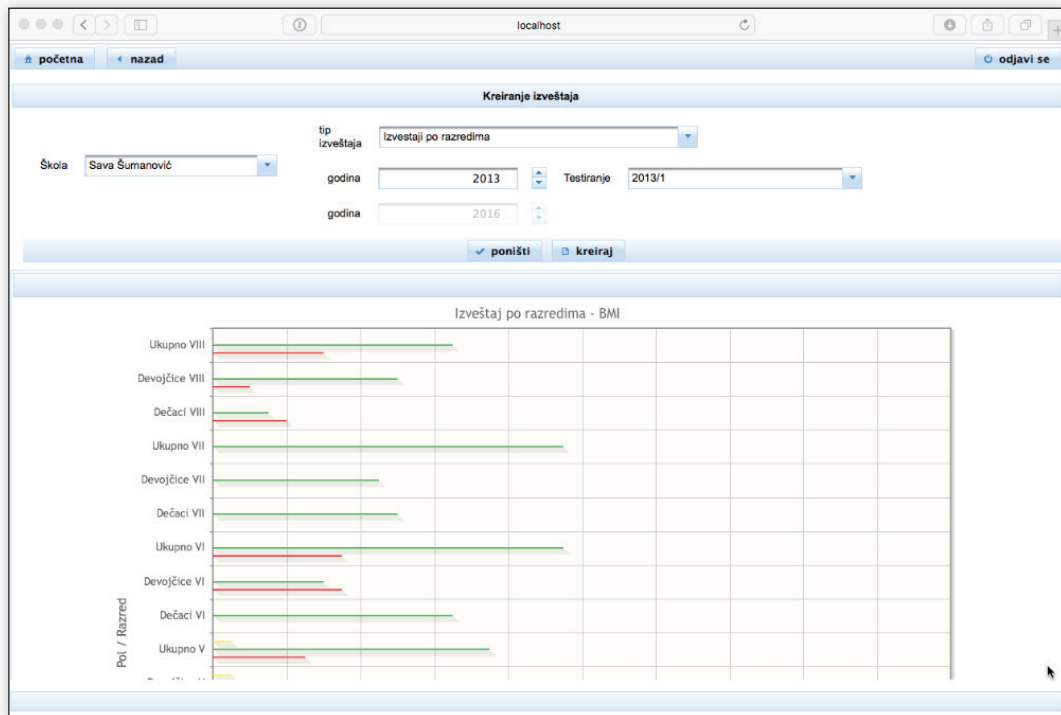 localhost
početna nazad odjavi se
Kreiranje izveštaja
tip
izveštaja Izvestaji po razredima
Škola Sava Šumanović
godina 2013 Testiranje 2013/1
godina 2016
poništi kreiraj
Izveštaj po razredima - BMI
Ukupno VIII
Devojčice VIII
Dečaci VIII
Ukupno VII
Devojčice VII
Dečaci VII
Ukupno VI
Devojčice VI
Dečaci VI
Ukupno V
Pol / Razred